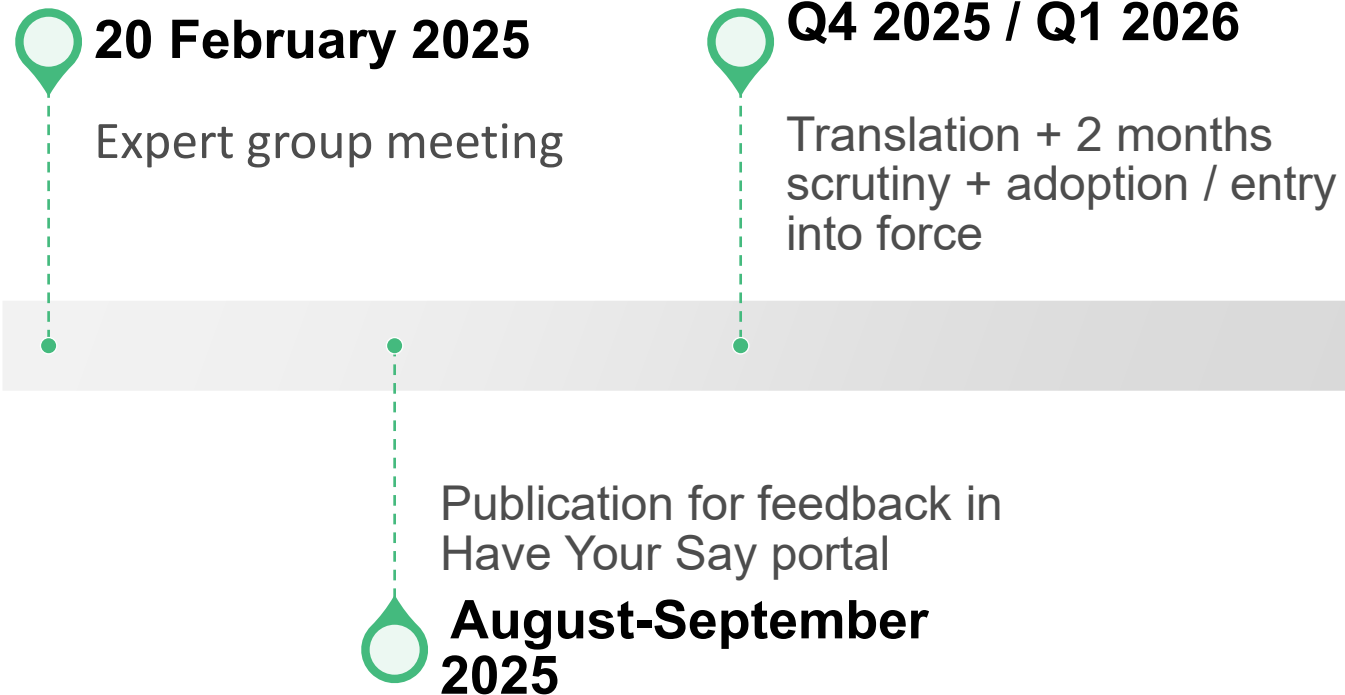 20 February 2025
Expert group meeting
Q4 2025 / Q1 2026
Translation + 2 months
scrutiny + adoption / entry
into force
Publication for feedback in
Have Your Say portal
August-September
2025